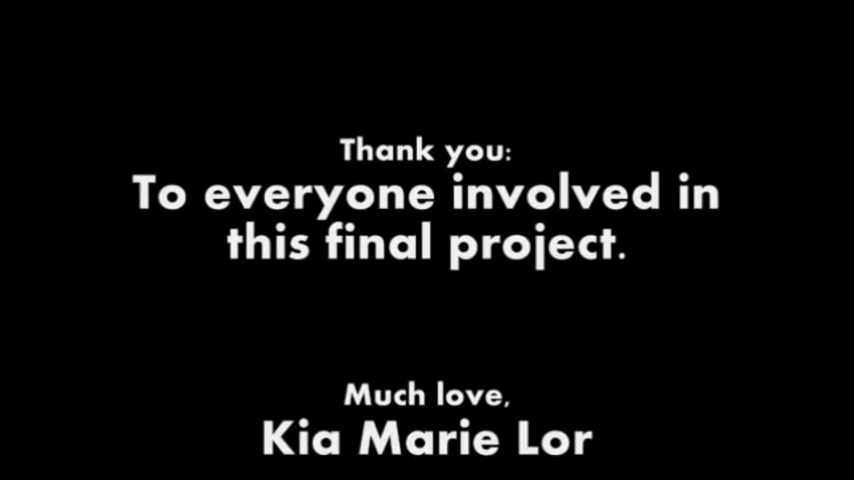 Thank you:
To everyone involved in
this final project.
Much love,
Kia Marie Lor